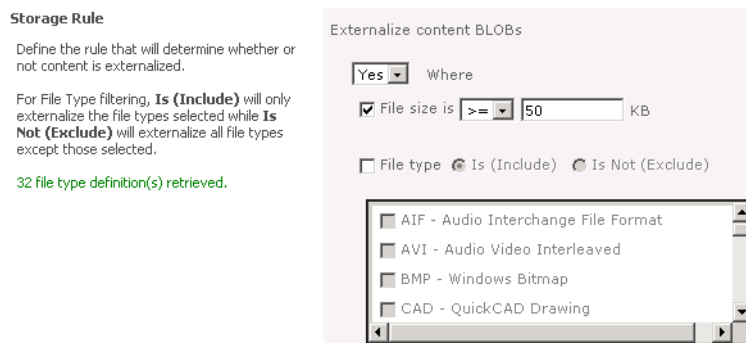 Storage Rule
Define the rule that will determine whether or
not content is externalized.
For File Type filtering, Is (Include) will only
externalize the file types selected while Is
Not (Exclude) will externalize all file types
except those selected.
32 file type definition(s) retrieved.
Externalize content BLOBs
Yes Where
File size is >= 50 KB
File type Is (Include) Is Not (Exclude)
AIF - Audio Interchange File Format
AVI - Audio Video Interleaved
BMP - Windows Bitmap
CAD - QuickCAD Drawing